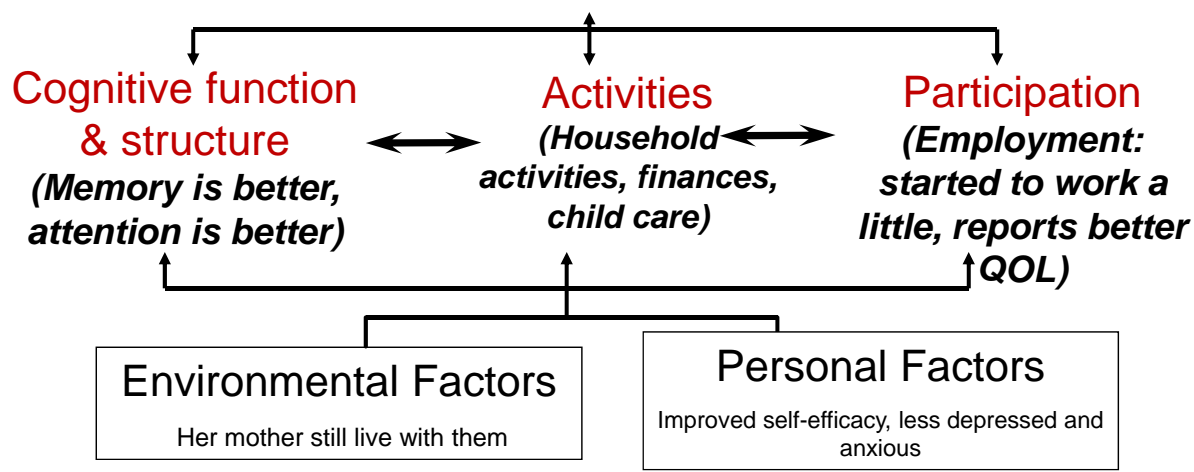 Cognitive function
& structure
(Memory is better,
attention is better)
Activities
(Household
activities, finances,
child care)
Participation
(Employment:
started to work a
little, reports better
QOL)
Environmental Factors
Her mother still live with them
Personal Factors
Improved self-efficacy, less depressed and
anxious